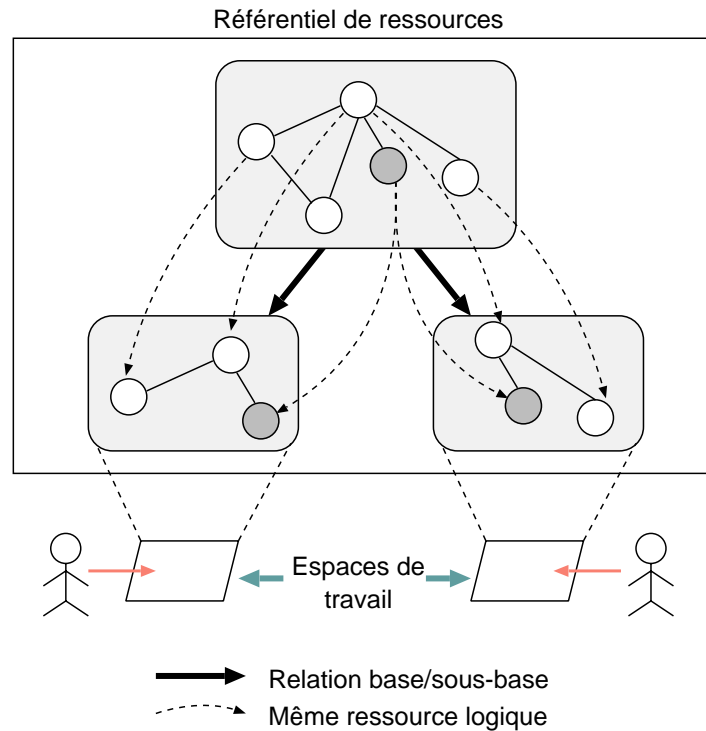 Référentiel de ressources
Espaces de
travail
Relation base/sous-base
Même ressource logique